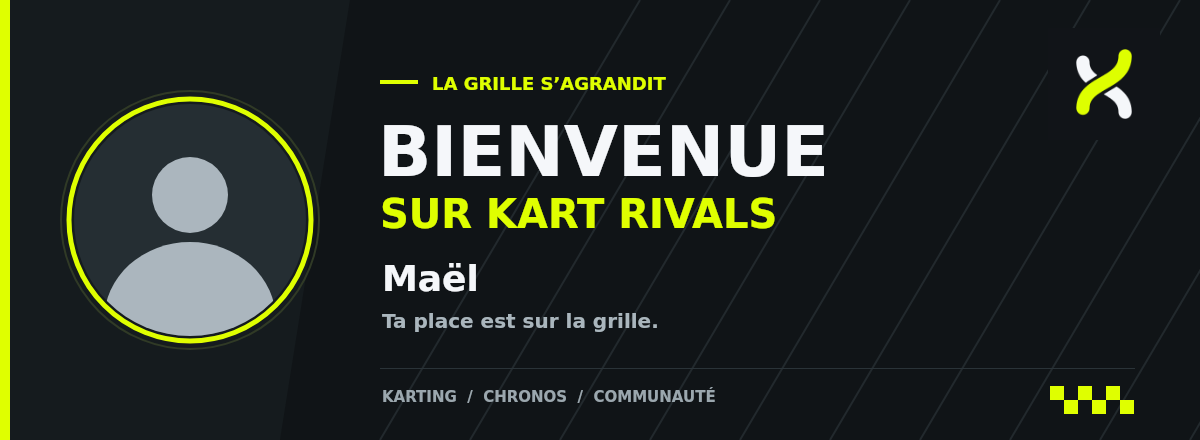 LA GRILLE S’AGRANDIT
BIENVENUE
SUR KART RIVALS
Maël
Ta place est sur la grille.
KARTING / CHRONOS / COMMUNAUTÉ